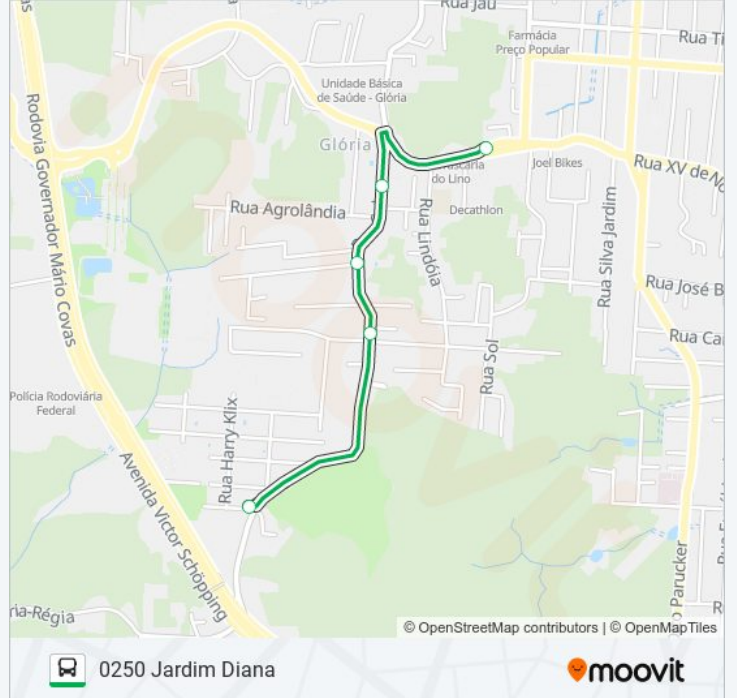 as
Rua Jaú
Farmácia
Preço Popular
Rua Ti
Unidade Básica
de Saúde - Glória
Glória
do Lino
Joel Bikes
Rua XV de No
Rodovia Governador Mário Covas
Rua Agrolândia
Rua Lindóia
Decathlon
Rua Silva Jardim
Rua José B
Rua Ca
Rua Sol
Polícia Rodoviária
Federal
Rua Harry Klix
Avenida Victor Schöpping
Parucker
ria-Régia
R
© OpenStreetMap contributors | © OpenMapTiles
0250 Jardim Diana
moovit